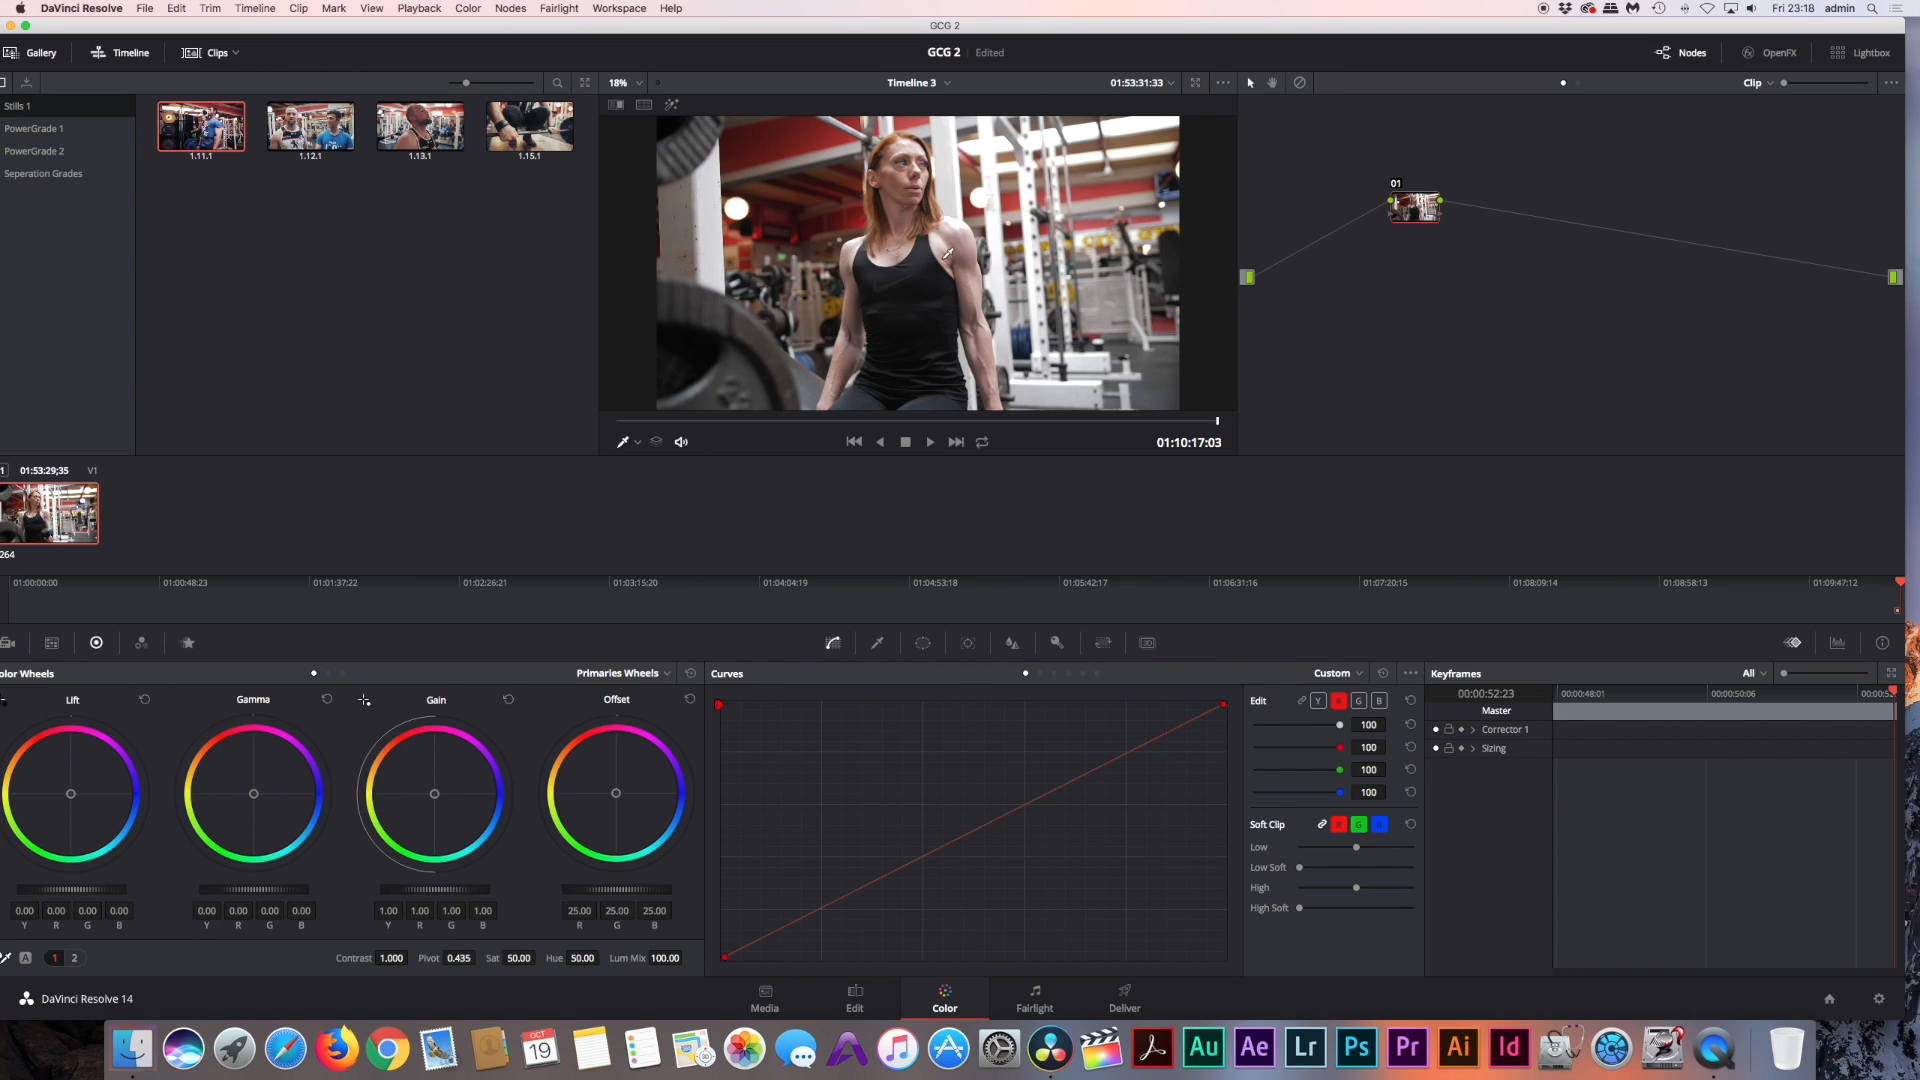 DaVinci Resolve File Edit Trim Timeline Clip Mark View Playback Color Nodes Fairlight Workspace Help Fri 23:18 admin
GCG 2
Gallery Timeline Clips GCG 2 Edited Nodes OpenFX Lightbox
18% Timeline 3 01:53:31:33 Clip
Stills 1
PowerGrade 1
PowerGrade 2
Seperation Grades
1.11.1 1.12.1 1.13.1 1.15.1
01
01:10:17:03
1 01:53:29;35 V1
264
01:00:00:00 01:00:48:23 01:01:37:22 01:02:26:21 01:03:15:20 01:04:04:19 01:04:53:18 01:05:42:17 01:06:31:16 01:07:20:15 01:08:09:14 01:08:58:13 01:09:47:12
olor Wheels Primaries Wheels
Lift Gamma Gain Offset
0.00 0.00 0.00 0.00 0.00 0.00 0.00 0.00 1.00 1.00 1.00 1.00 25.00 25.00 25.00
Y R G B Y R G B Y R G B R G B
A 1 2 Contrast 1.000 Pivot 0.435 Sat 50.00 Hue 50.00 Lum Mix 100.00
Curves Custom
Edit Y R G B
100
100
100
100
Soft Clip R G B
Low
Low Soft
High
High Soft
Keyframes All
00:00:52:23 00:00:48:01 00:00:50:06 00:00:52
Master
Corrector 1
Sizing
DaVinci Resolve 14 Media Edit Color Fairlight Deliver
OCT
19
Au Ae Lr Ps Pr Ai Id